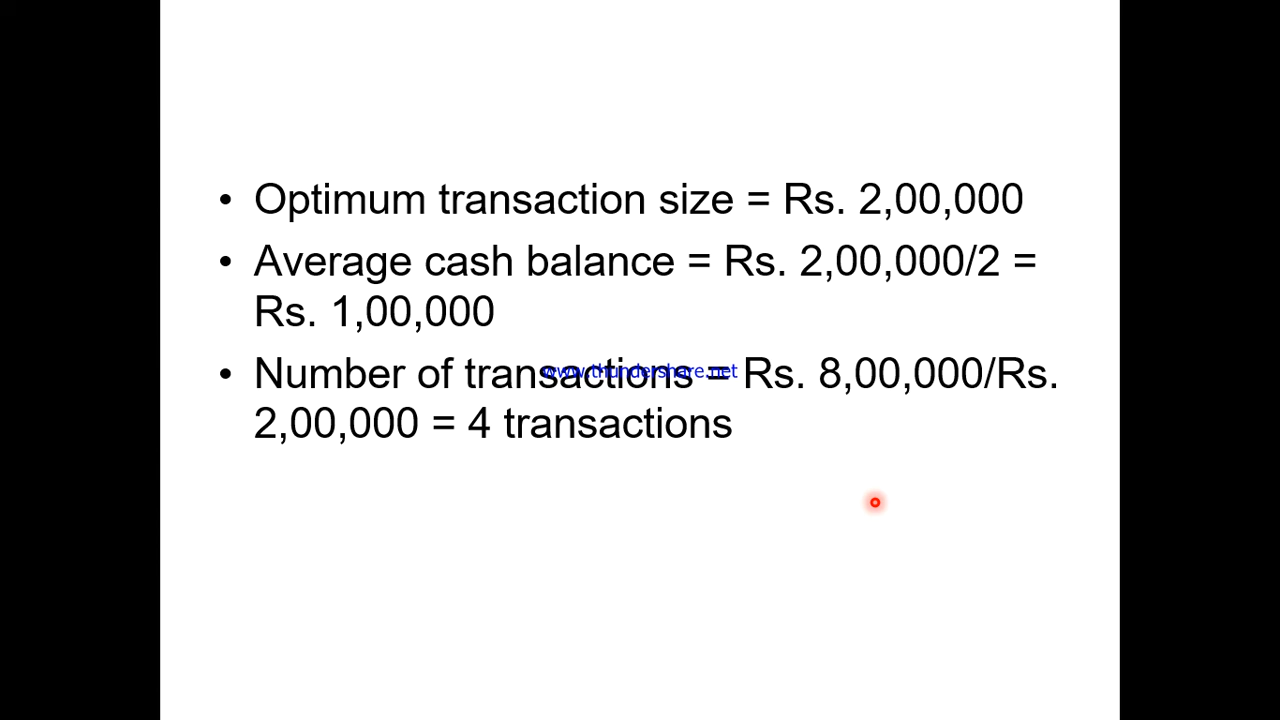 • Optimum transaction size = Rs. 2,00,000
• Average cash balance = Rs. 2,00,000/2 =
Rs. 1,00,000
• Number of transactions = Rs. 8,00,000/Rs.
www.thundershare.net
2,00,000 = 4 transactions